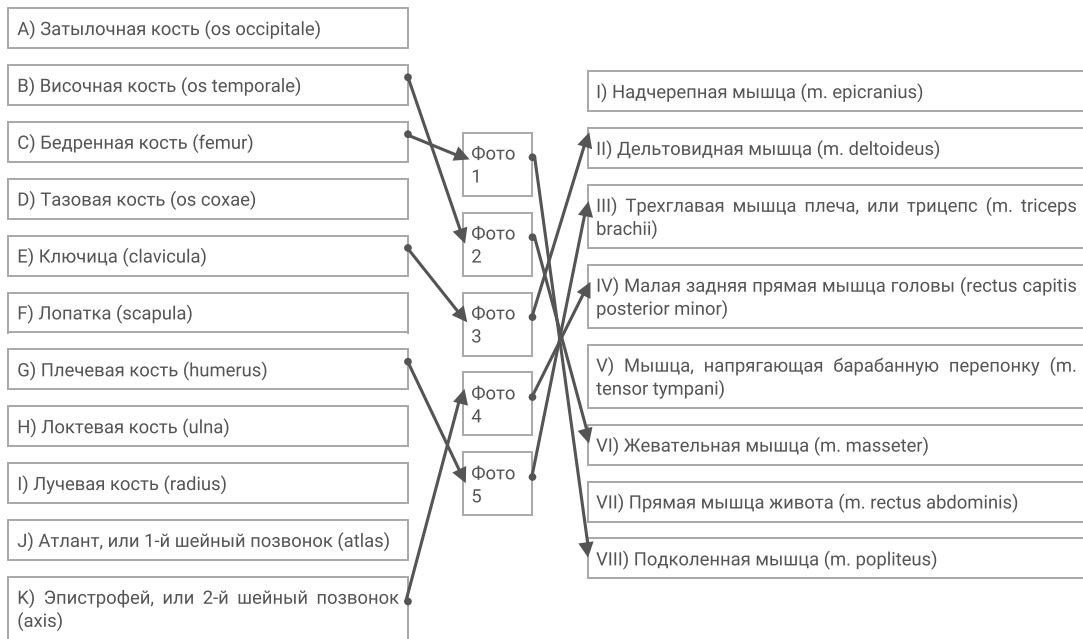 A) Затылочная кость (os occipitale)
B) Височная кость (os temporale)
C) Бедренная кость (femur)
D) Тазовая кость (os coxae)
E) Ключица (clavicula)
F) Лопатка (scapula)
G) Плечевая кость (humerus)
H) Локтевая кость (ulna)
I) Лучевая кость (radius)
J) Атлант, или 1-й шейный позвонок (atlas)
K) Эпистрофей, или 2-й шейный позвонок
(axis)
Фото
1
Фото
2
Фото
3
Фото
4
Фото
5
I) Надчерепная мышца (m. epicranius)
II) Дельтовидная мышца (m. deltoideus)
III) Трехглавая мышца плеча, или трицепс (m. triceps
brachii)
IV) Малая задняя прямая мышца головы (rectus capitis
posterior minor)
V) Мышца, напрягающая барабанную перепонку (m.
tensor tympani)
VI) Жевательная мышца (m. masseter)
VII) Прямая мышца живота (m. rectus abdominis)
VIII) Подколенная мышца (m. popliteus)